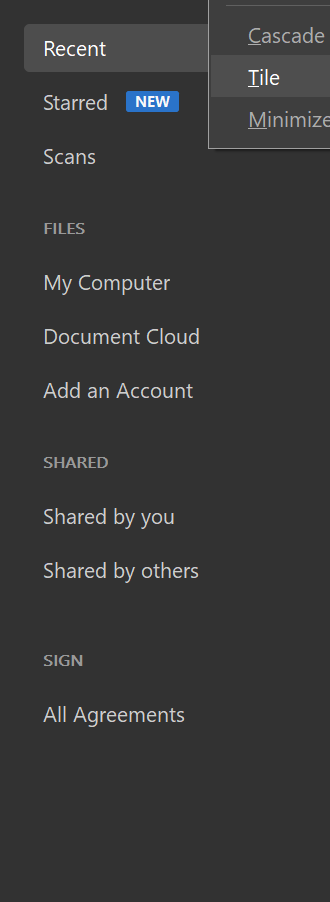 Recent
Starred NEW
Scans
FILES
My Computer
Document Cloud
Add an Account
SHARED
Shared by you
Shared by others
SIGN
All Agreements
Cascade
Tile
Minimize